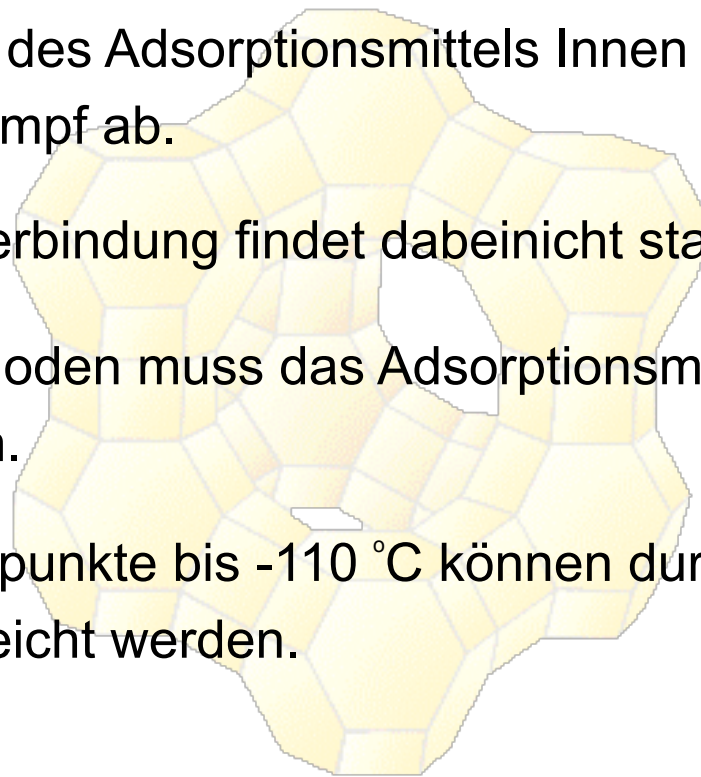 des Adsorptionsmittels Innen
mpf ab.
erbindung findet dabeinicht sta
oden muss das Adsorptionsm
n.
punkte bis -110 °C können dur
eicht werden.